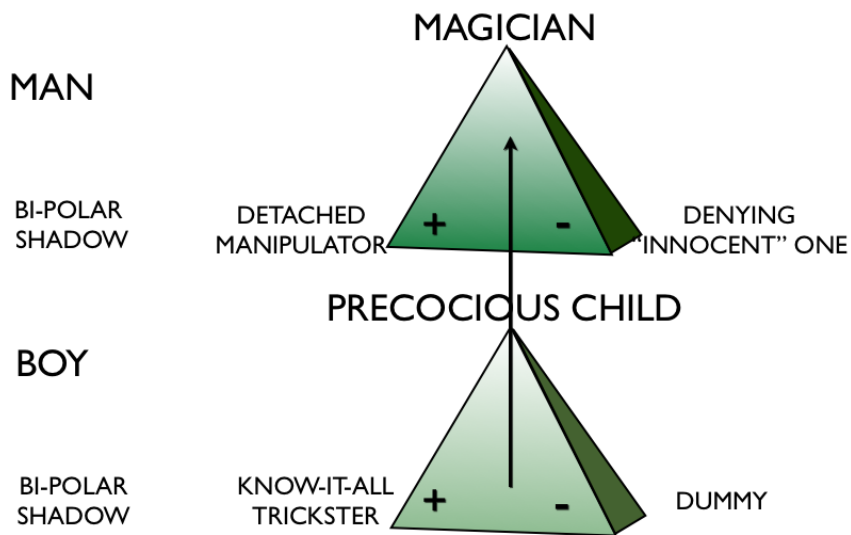 MAGICIAN
MAN
BI-POLAR
SHADOW
DETACHED
MANIPULATOR
+
-
DENYING
"INNOCENT" ONE
PRECOCIOUS CHILD
BOY
BI-POLAR
SHADOW
KNOW-IT-ALL
TRICKSTER
+
-
DUMMY